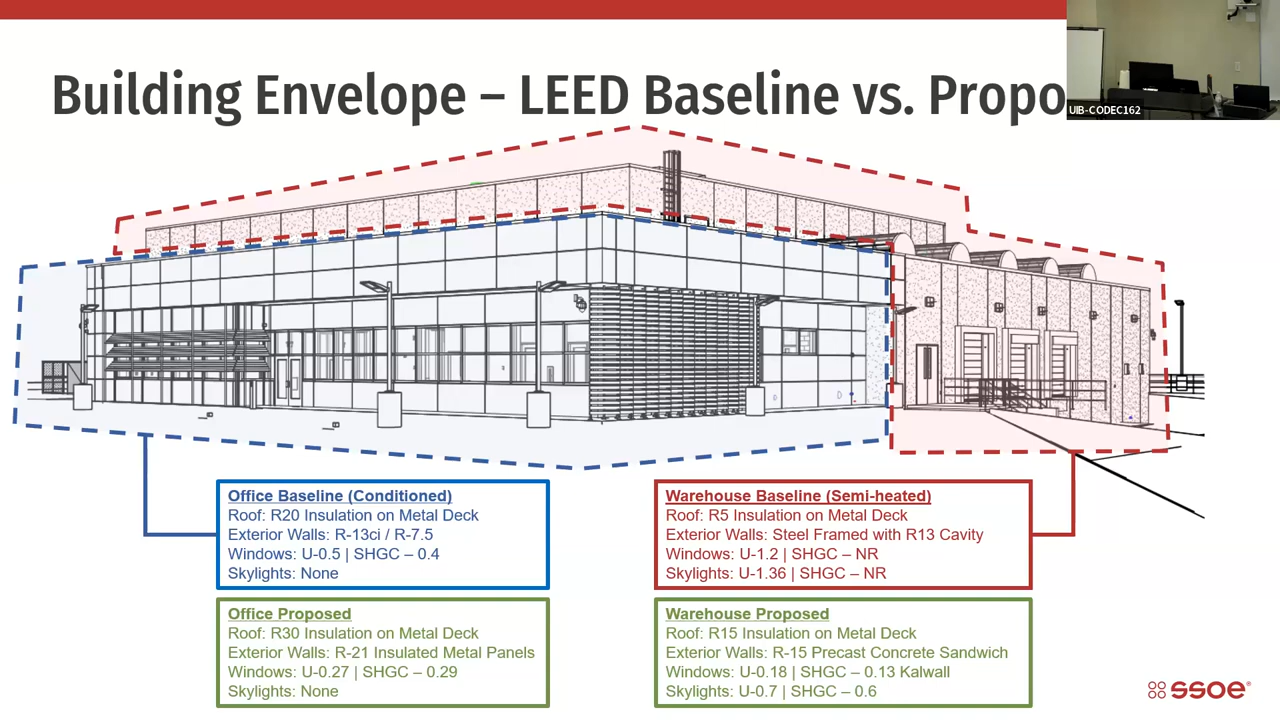 Building Envelope – LEED Baseline vs. Propo
UIB-CODEC162
Office Baseline (Conditioned)
Roof: R20 Insulation on Metal Deck
Exterior Walls: R-13ci / R-7.5
Windows: U-0.5 | SHGC – 0.4
Skylights: None
Warehouse Baseline (Semi-heated)
Roof: R5 Insulation on Metal Deck
Exterior Walls: Steel Framed with R13 Cavity
Windows: U-1.2 | SHGC – NR
Skylights: U-1.36 | SHGC – NR
Office Proposed
Roof: R30 Insulation on Metal Deck
Exterior Walls: R-21 Insulated Metal Panels
Windows: U-0.27 | SHGC – 0.29
Skylights: None
Warehouse Proposed
Roof: R15 Insulation on Metal Deck
Exterior Walls: R-15 Precast Concrete Sandwich
Windows: U-0.18 | SHGC – 0.13 Kalwall
Skylights: U-0.7 | SHGC – 0.6
ssoe®